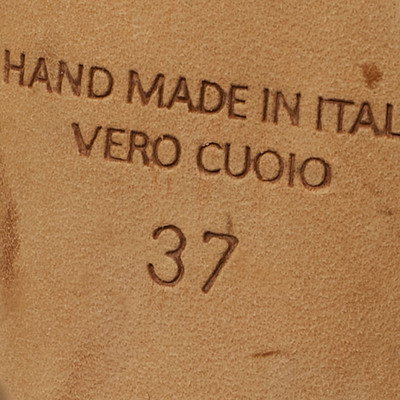 HAND MADE IN ITAL
VERO CUOIO
37